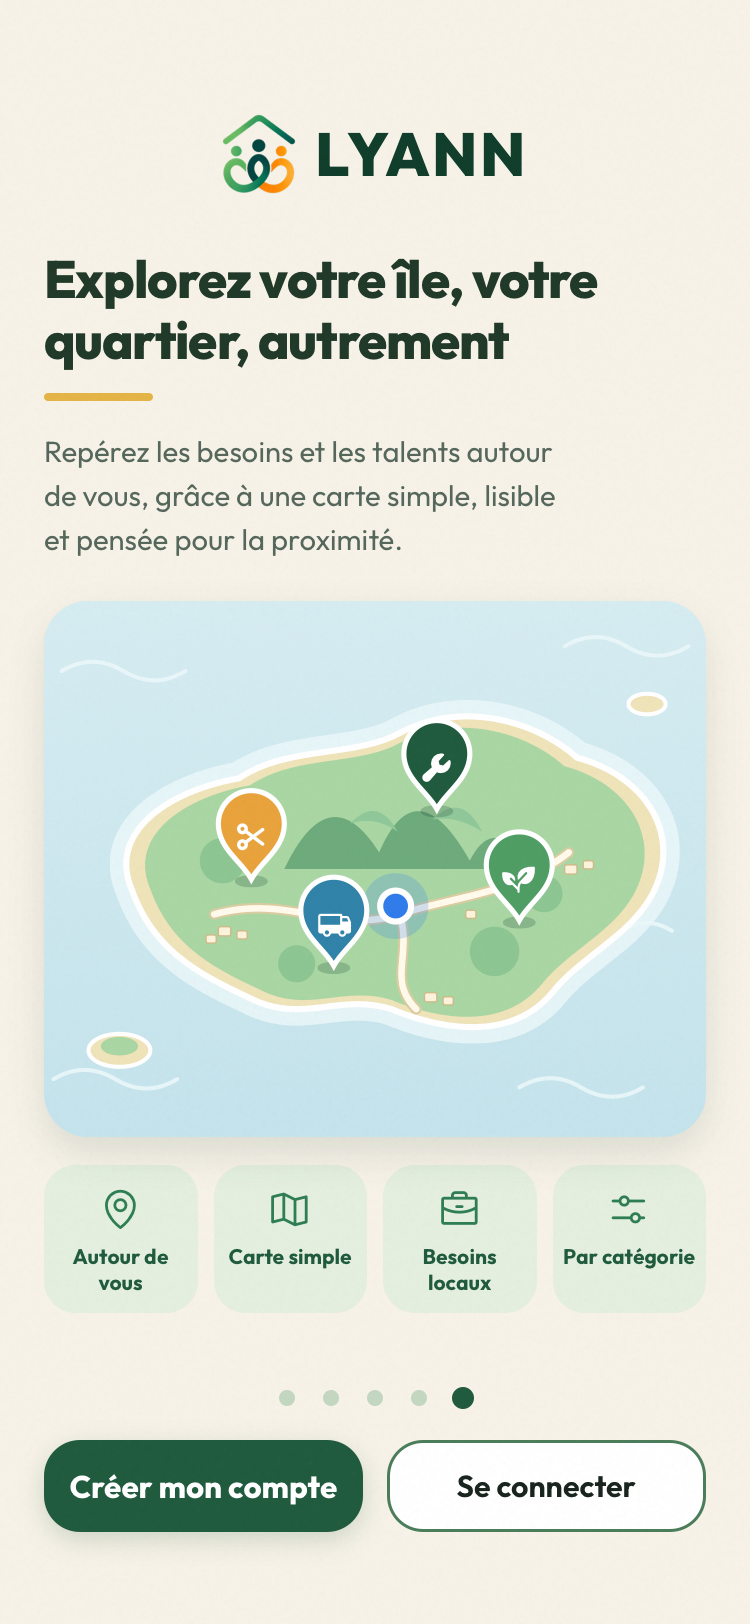 LYANN
Explorez votre île, votre
quartier, autrement
Repérez les besoins et les talents autour
de vous, grâce à une carte simple, lisible
et pensée pour la proximité.
Autour de
vous
Carte simple
Besoins
locaux
Par catégorie
Créer mon compte
Se connecter